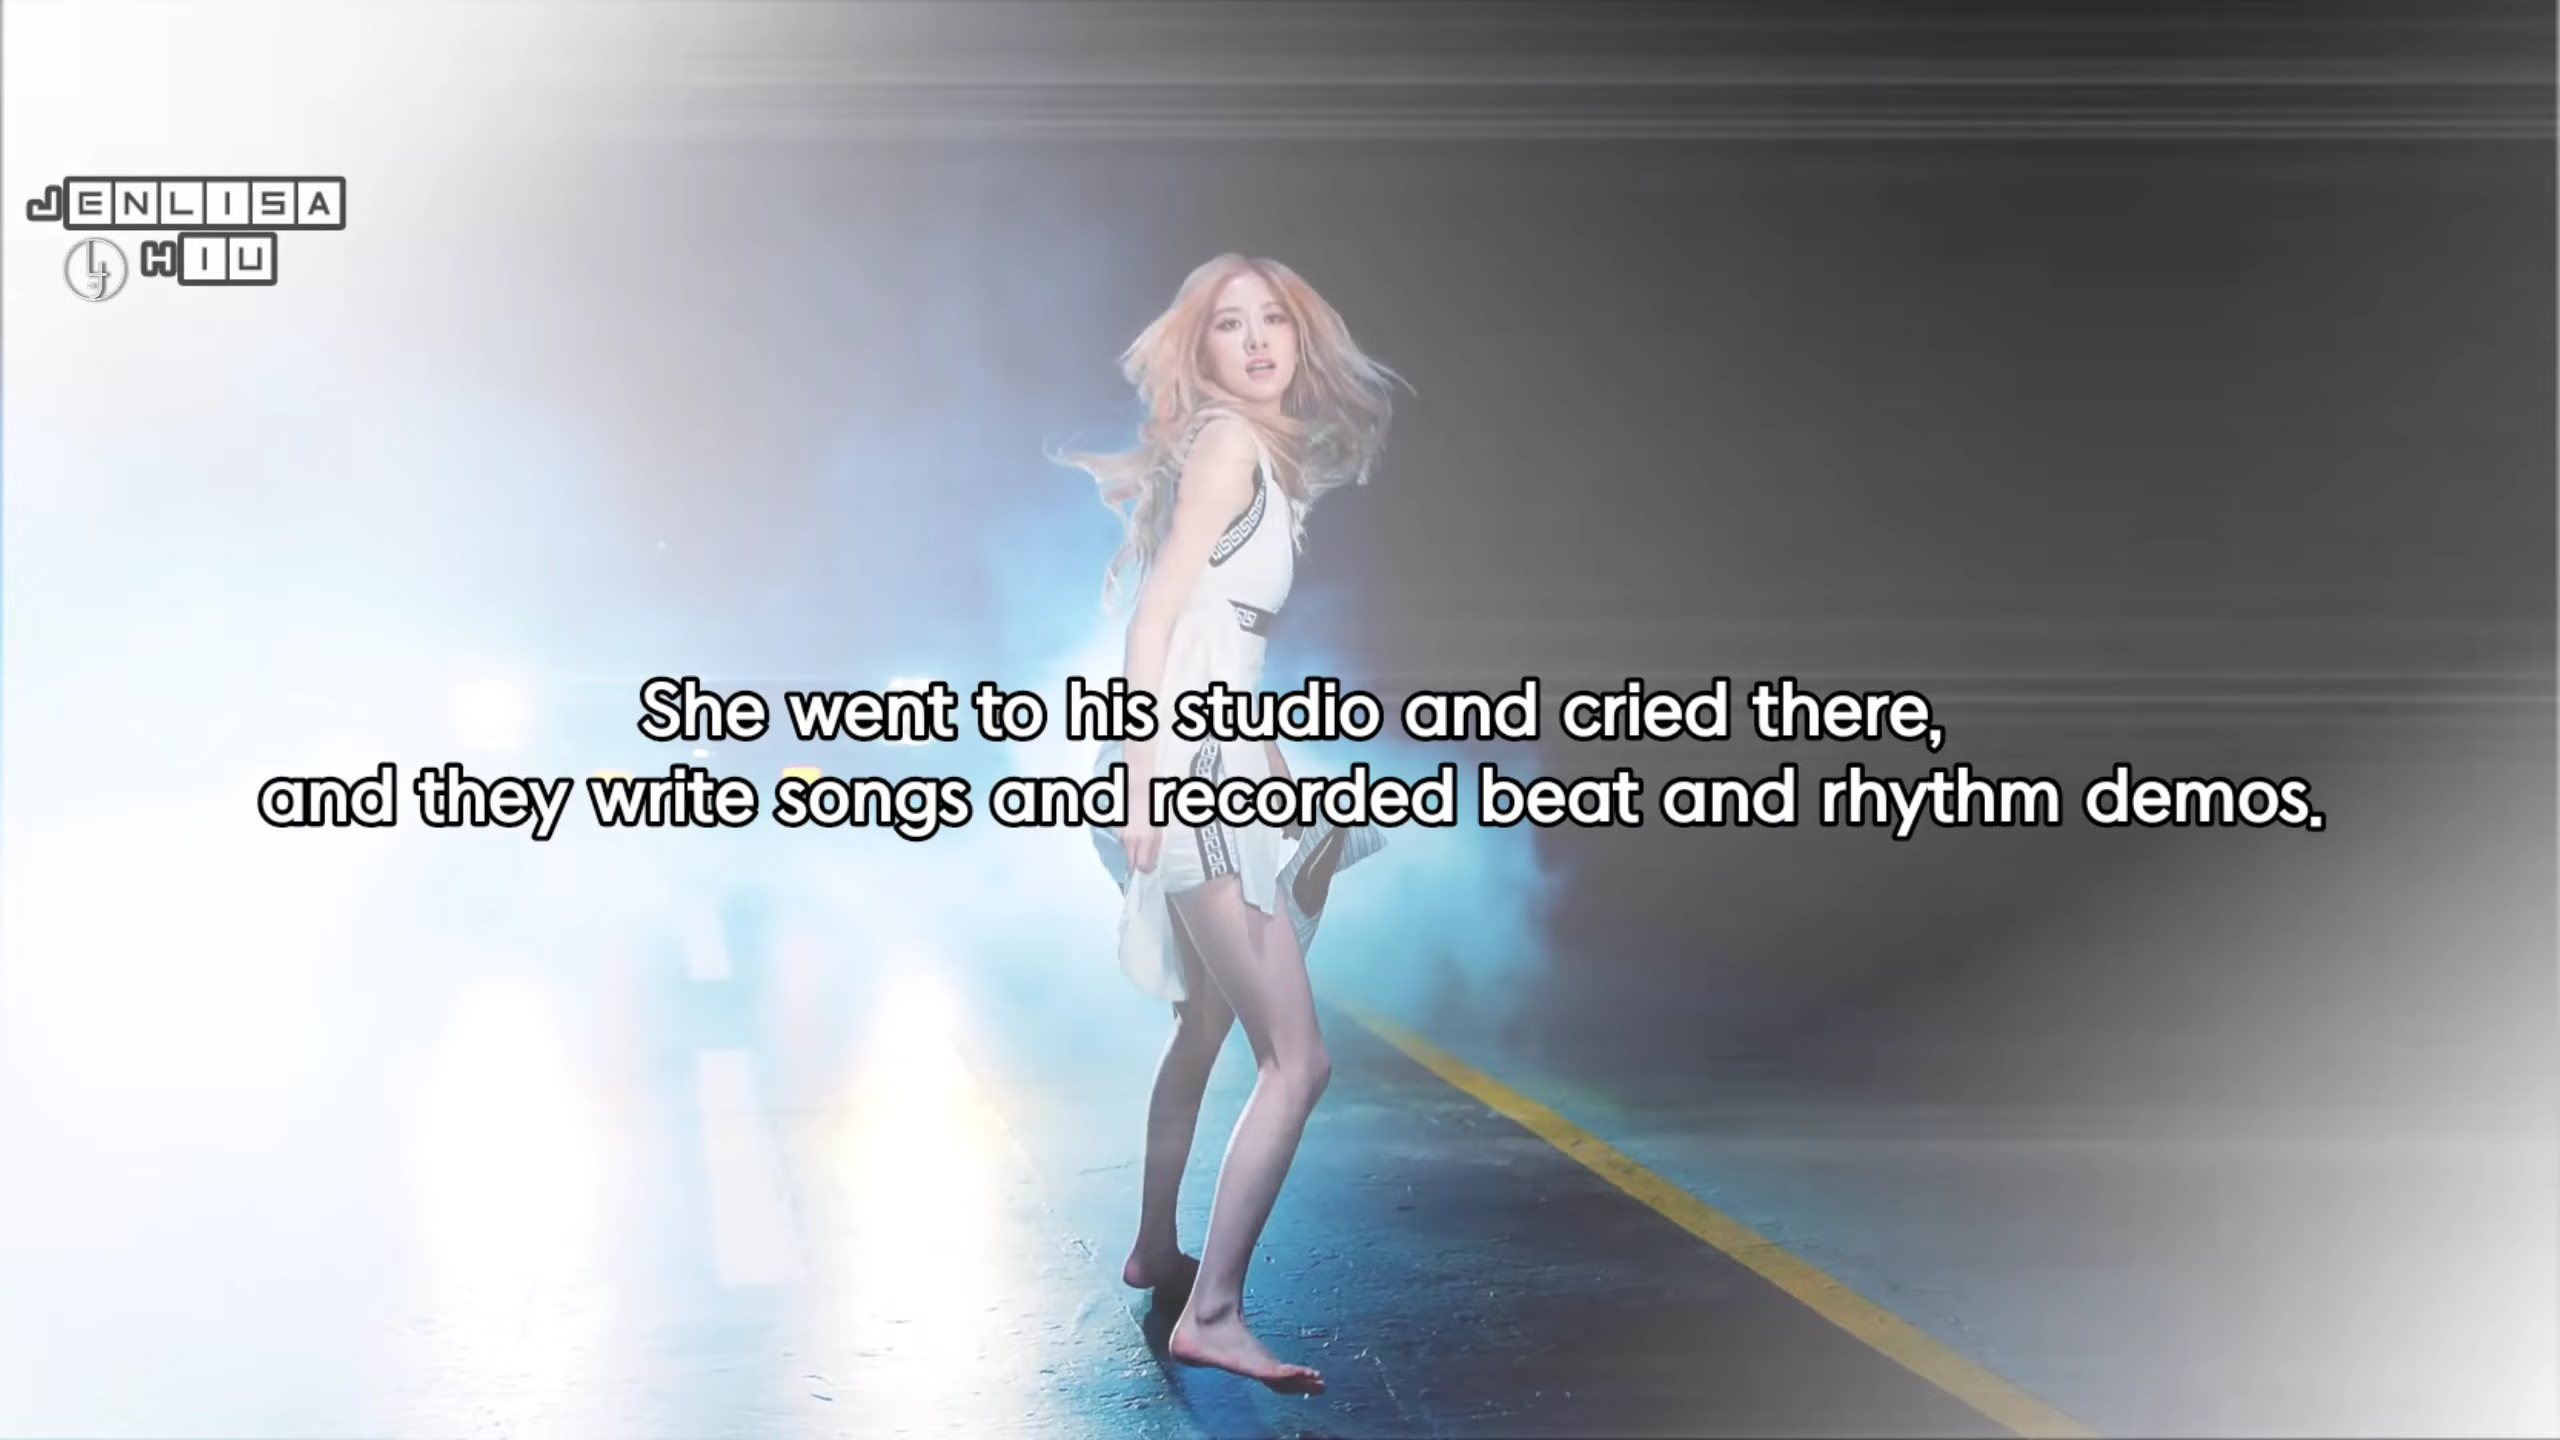 JENLISA
HIU
She went to his studio and cried there,
and they write songs and recorded beat and rhythm demos.